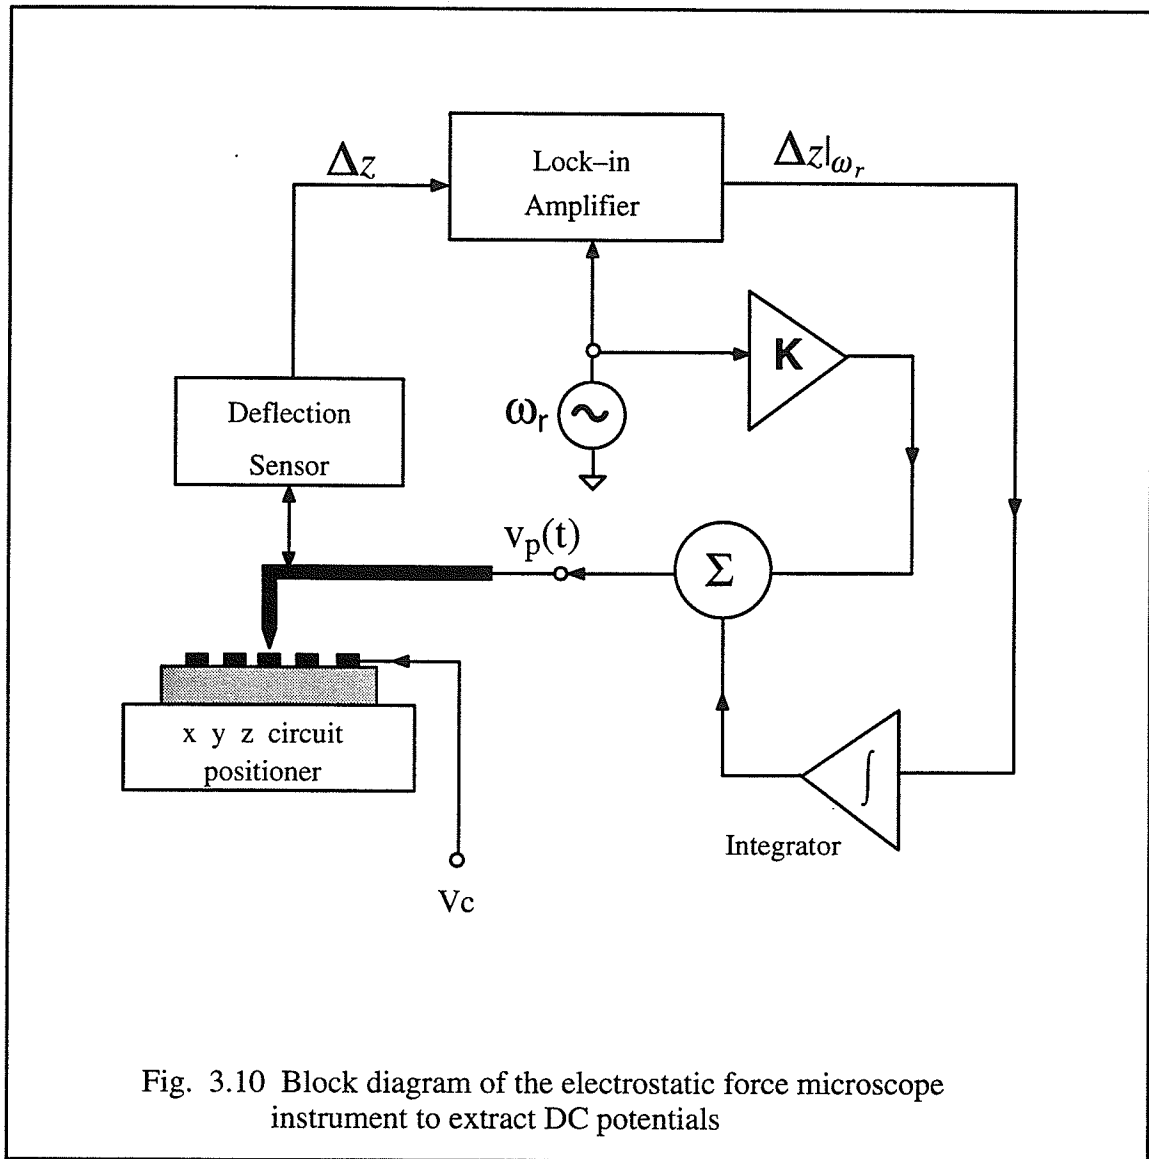 Δz
Lock–in
Amplifier
Δz|ωr
K
Deflection
Sensor
ωr
∼
vp(t)
Σ
x y z circuit
positioner
∫
Integrator
Vc
Fig. 3.10 Block diagram of the electrostatic force microscope
instrument to extract DC potentials